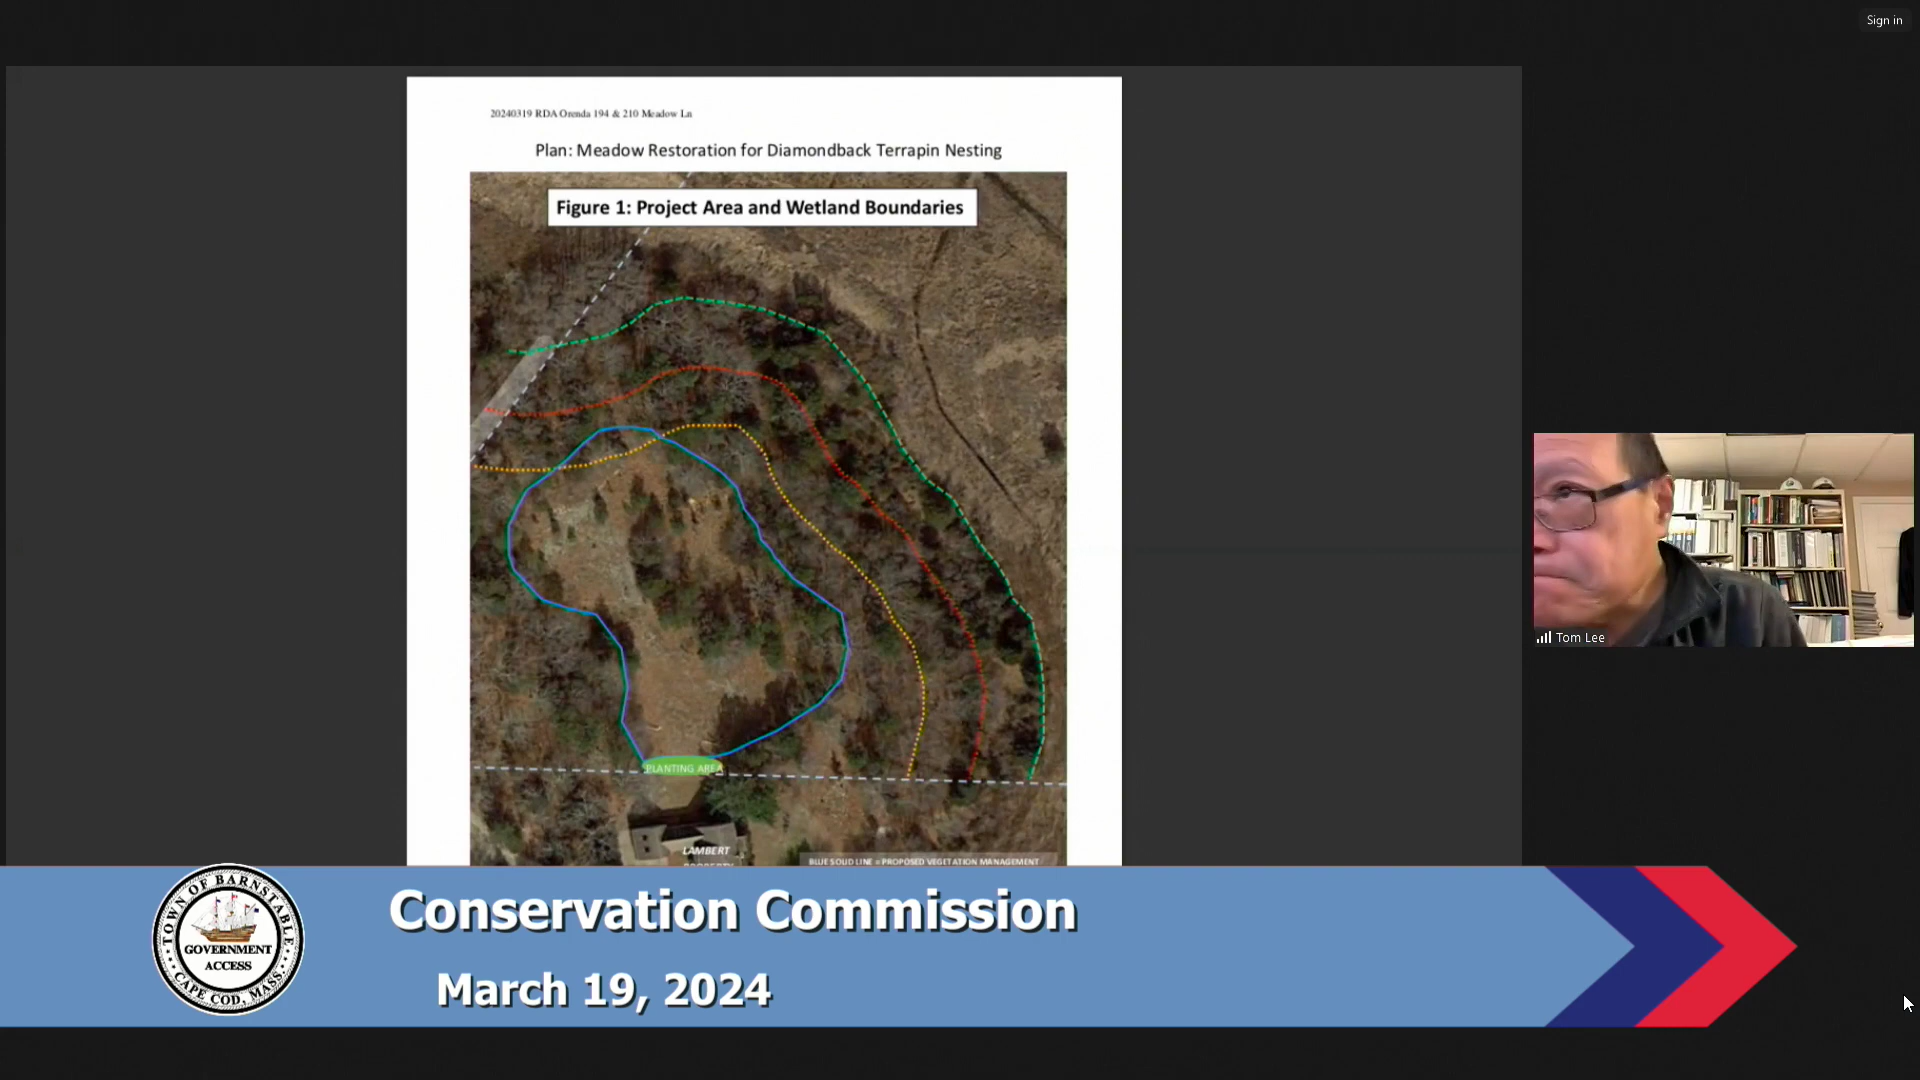 Sign in
20240319 RDA Orenda 194 & 210 Meadow Ln
Plan: Meadow Restoration for Diamondback Terrapin Nesting
Figure 1: Project Area and Wetland Boundaries
PLANTING AREA
LAMBERT
BLUE SOLID LINE = PROPOSED VEGETATION MANAGEMENT
Tom Lee
TOWN OF BARNSTABLE
GOVERNMENT
ACCESS
CAPE COD, MASS.
Conservation Commission
March 19, 2024